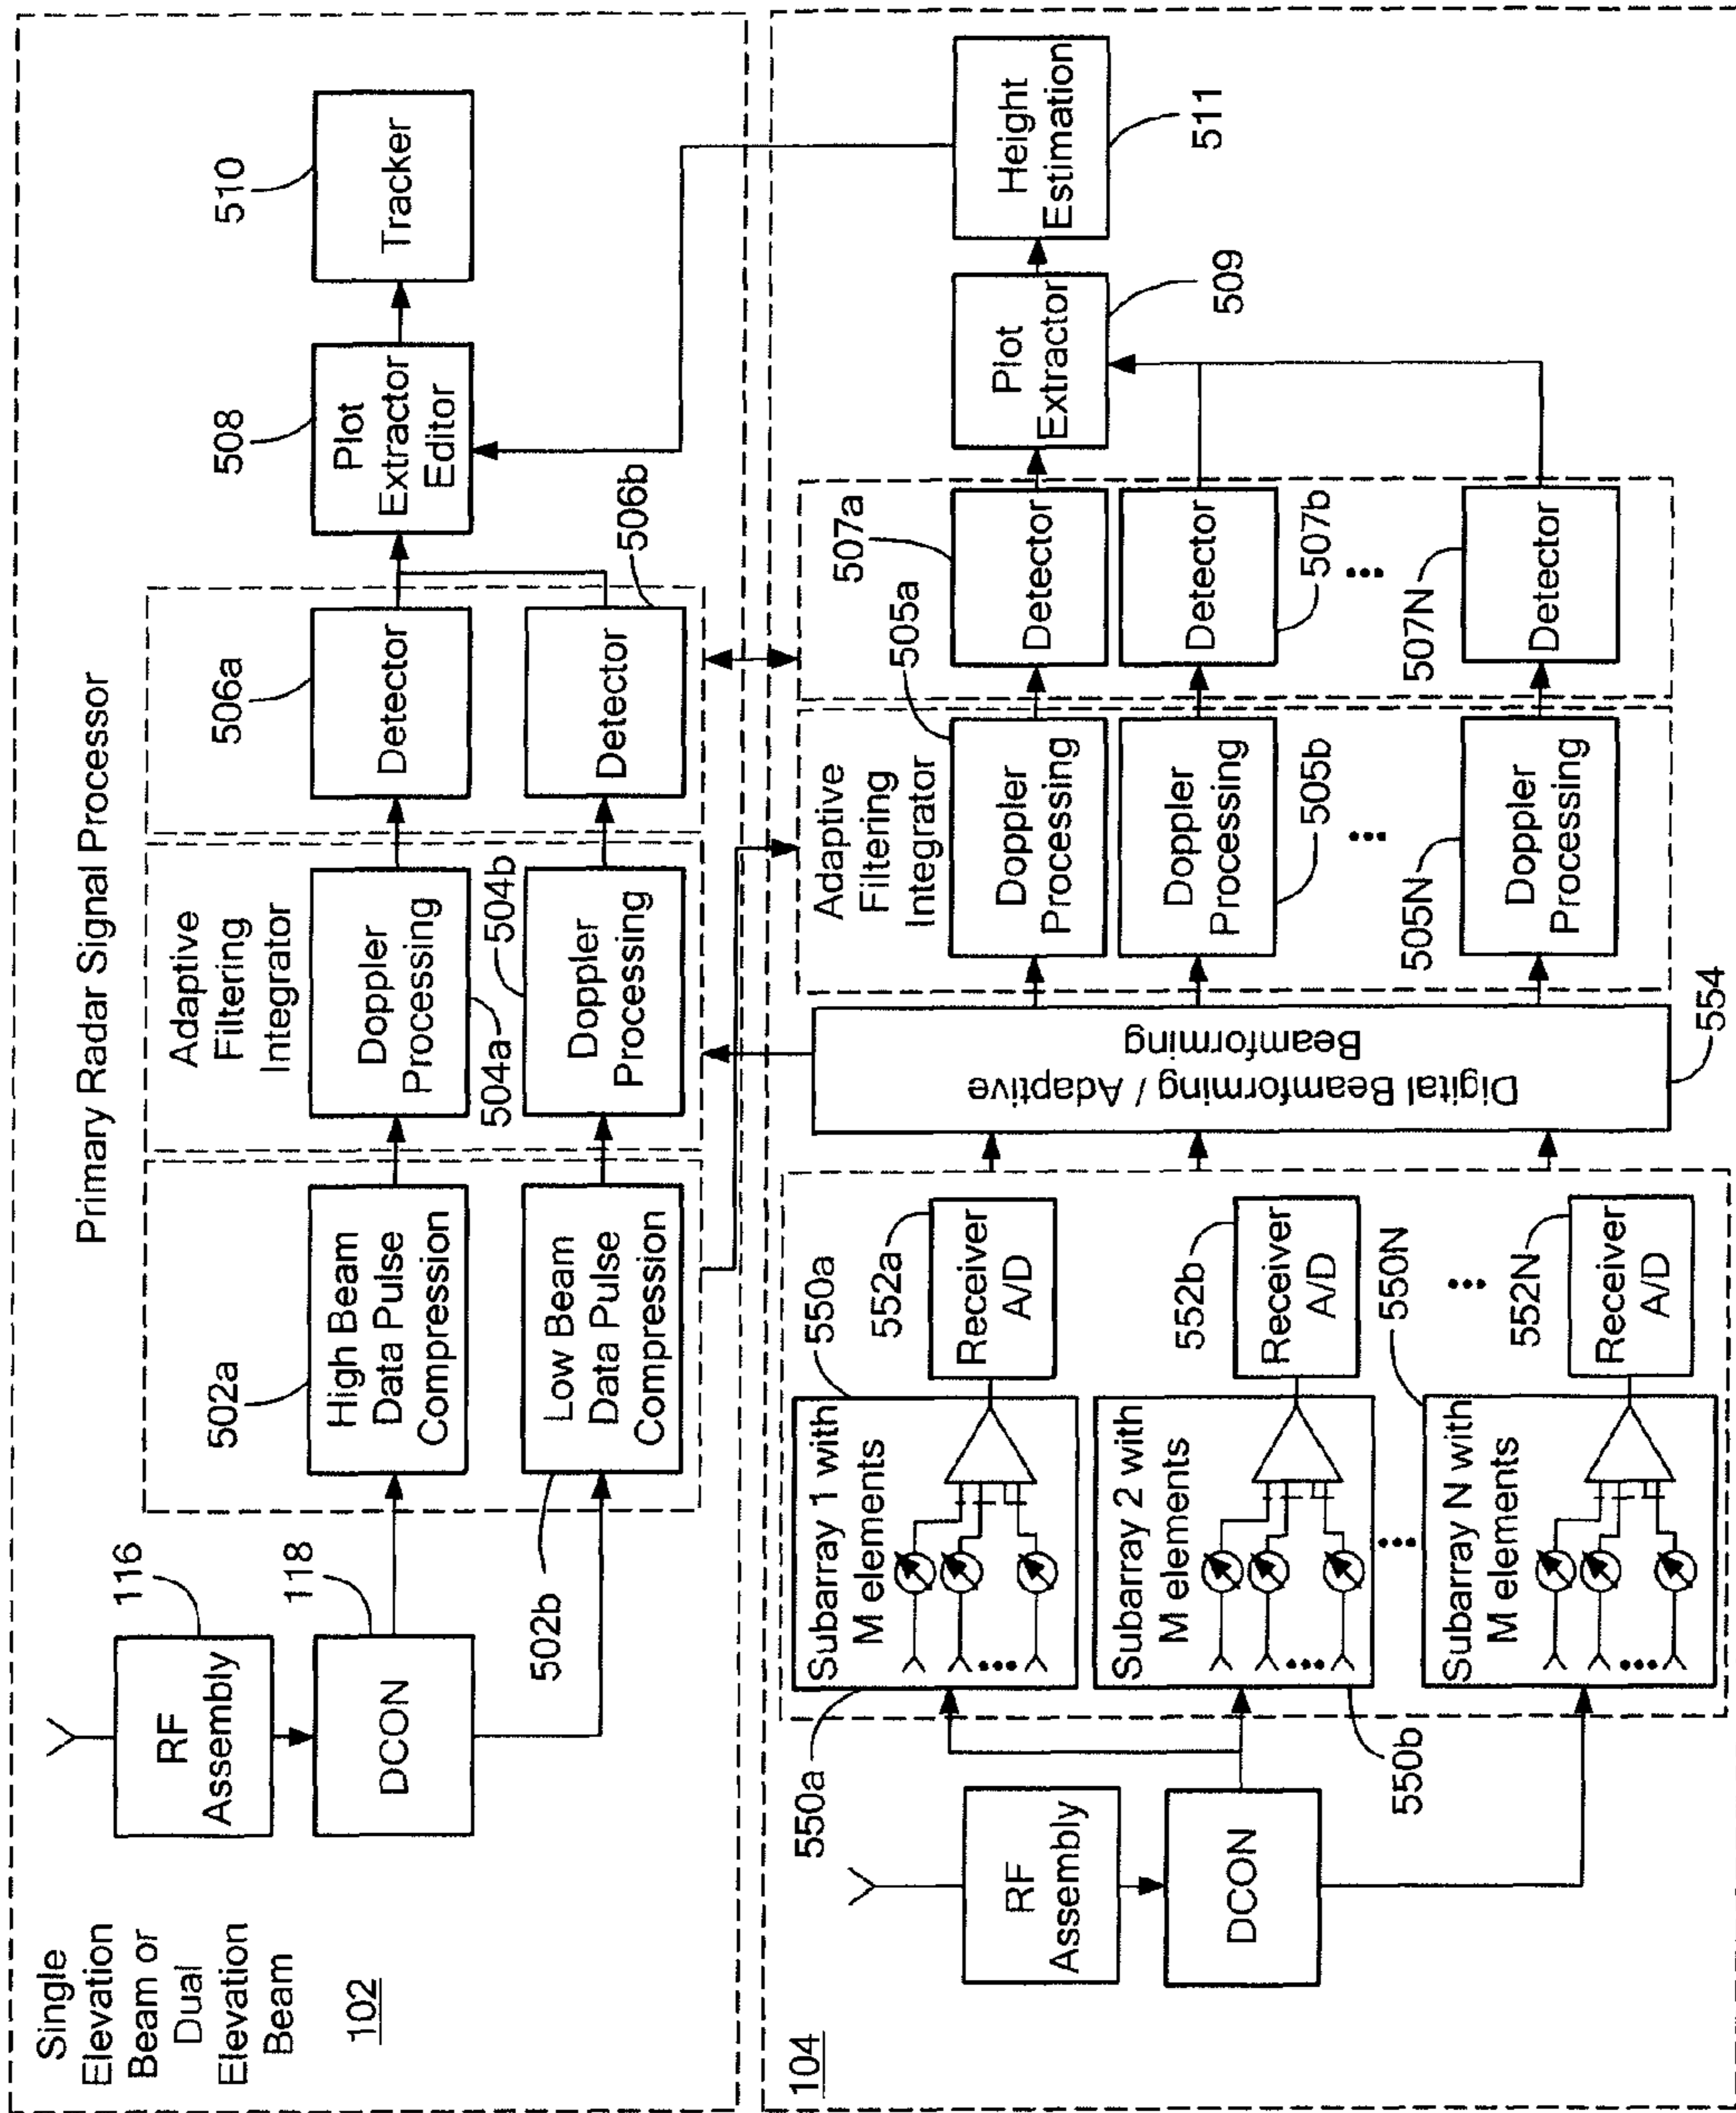 Primary Radar Signal Processor
Single
Elevation
Beam or
Dual
Elevation
Beam
102
116
RF
Assembly
118
DCON
502a
High Beam
Data Pulse
Compression
502b
Low Beam
Data Pulse
Compression
Adaptive
Filtering
Integrator
Doppler
Processing
504a
504b
Doppler
Processing
506a
Detector
506b
Detector
508
Plot
Extractor
Editor
510
Tracker
104
RF
Assembly
DCON
550a
Subarray 1 with
M elements
•••
550a
552a
Receiver
A/D
Subarray 2 with
M elements
•••
550b
552b
Receiver
A/D
•••
550N
Subarray N with
M elements
•••
•••
552N
Receiver
A/D
Digital Beamforming / Adaptive
Beamforming
554
Adaptive
Filtering
Integrator
505a
Doppler
Processing
Doppler
Processing
505b
•••
505N
Doppler
Processing
507a
Detector
Detector
507b
•••
507N
Detector
Plot
Extractor
509
Height
Estimation
511